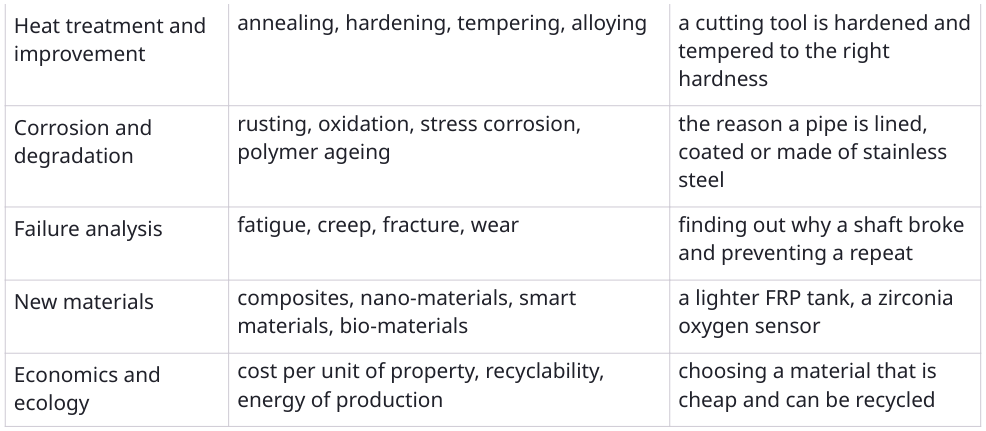 Heat treatment and
improvement
annealing, hardening, tempering, alloying
a cutting tool is hardened and
tempered to the right
hardness
Corrosion and
degradation
rusting, oxidation, stress corrosion,
polymer ageing
the reason a pipe is lined,
coated or made of stainless
steel
Failure analysis
fatigue, creep, fracture, wear
finding out why a shaft broke
and preventing a repeat
New materials
composites, nano-materials, smart
materials, bio-materials
a lighter FRP tank, a zirconia
oxygen sensor
Economics and
ecology
cost per unit of property, recyclability,
energy of production
choosing a material that is
cheap and can be recycled